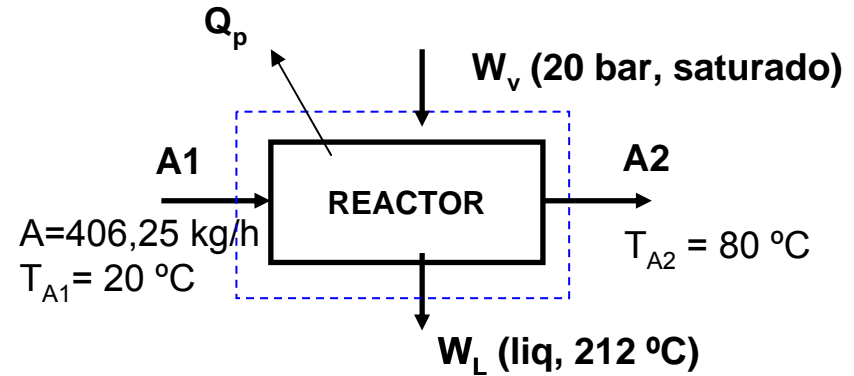 Qp
Wv (20 bar, saturado)
A1
A2
REACTOR
A=406,25 kg/h
TA1= 20 ºC
TA2 = 80 ºC
WL (liq, 212 ºC)